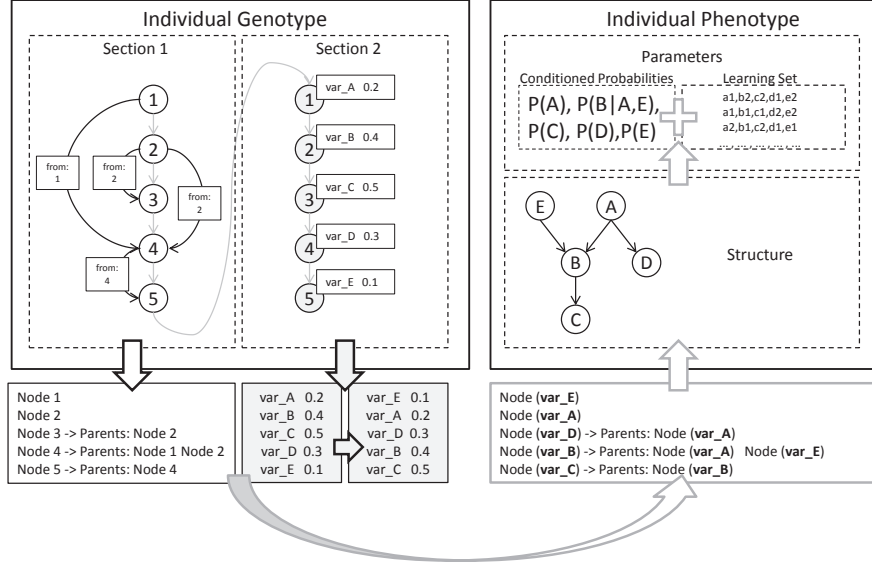 Individual Genotype
Section 1
Section 2
1
2
3
4
5
from:
1
from:
2
from:
2
from:
4
1
var_A 0.2
2
var_B 0.4
3
var_C 0.5
4
var_D 0.3
5
var_E 0.1
Node 1
Node 2
Node 3 -> Parents: Node 2
Node 4 -> Parents: Node 1 Node 2
Node 5 -> Parents: Node 4
var_A 0.2
var_B 0.4
var_C 0.5
var_D 0.3
var_E 0.1
var_E 0.1
var_A 0.2
var_D 0.3
var_B 0.4
var_C 0.5
Individual Phenotype
Parameters
Conditioned Probabilities
P(A), P(B|A,E),
P(C), P(D),P(E)
Learning Set
a1,b2,c2,d1,e2
a1,b1,c1,d2,e2
a2,b1,c2,d1,e1
…, …, …, …, …
E
A
B
D
C
Structure
Node (var_E)
Node (var_A)
Node (var_D) -> Parents: Node (var_A)
Node (var_B) -> Parents: Node (var_A) Node (var_E)
Node (var_C) -> Parents: Node (var_B)